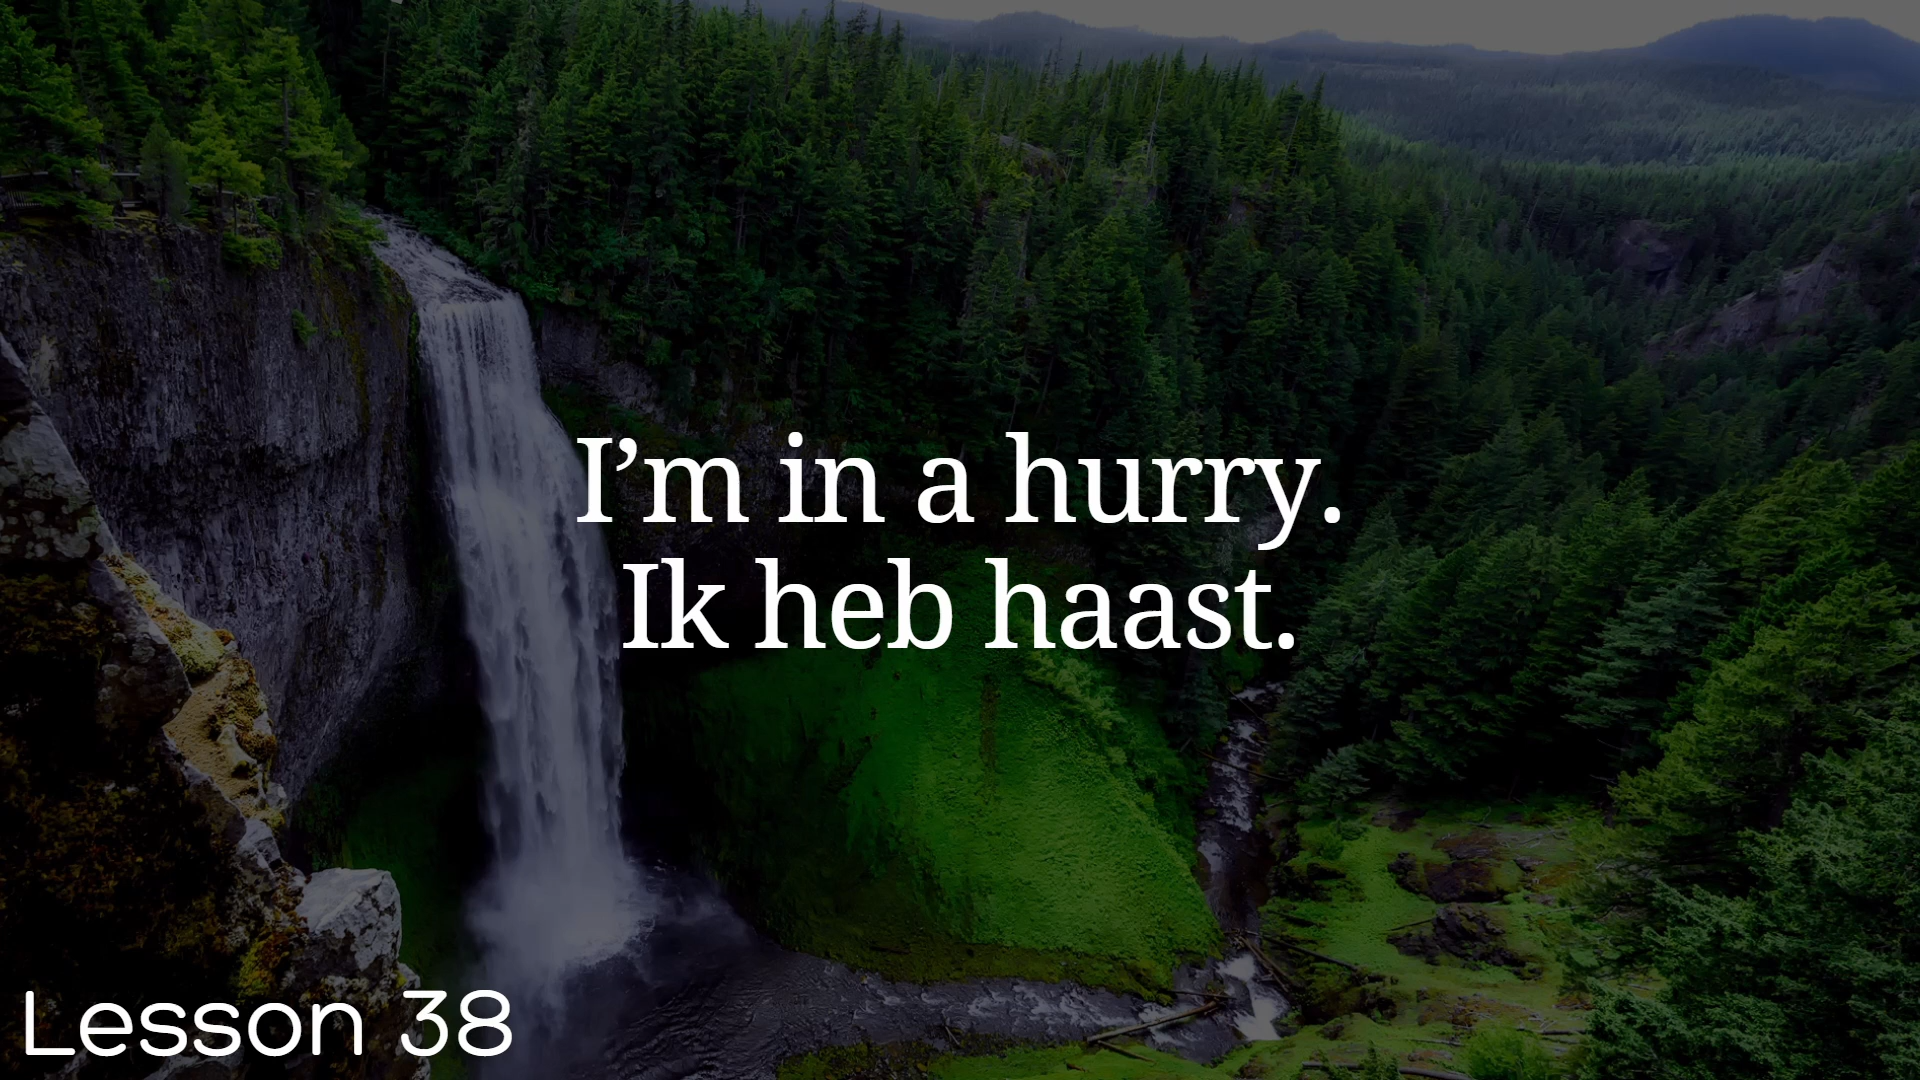 I’m in a hurry.
Ik heb haast.
Lesson 38